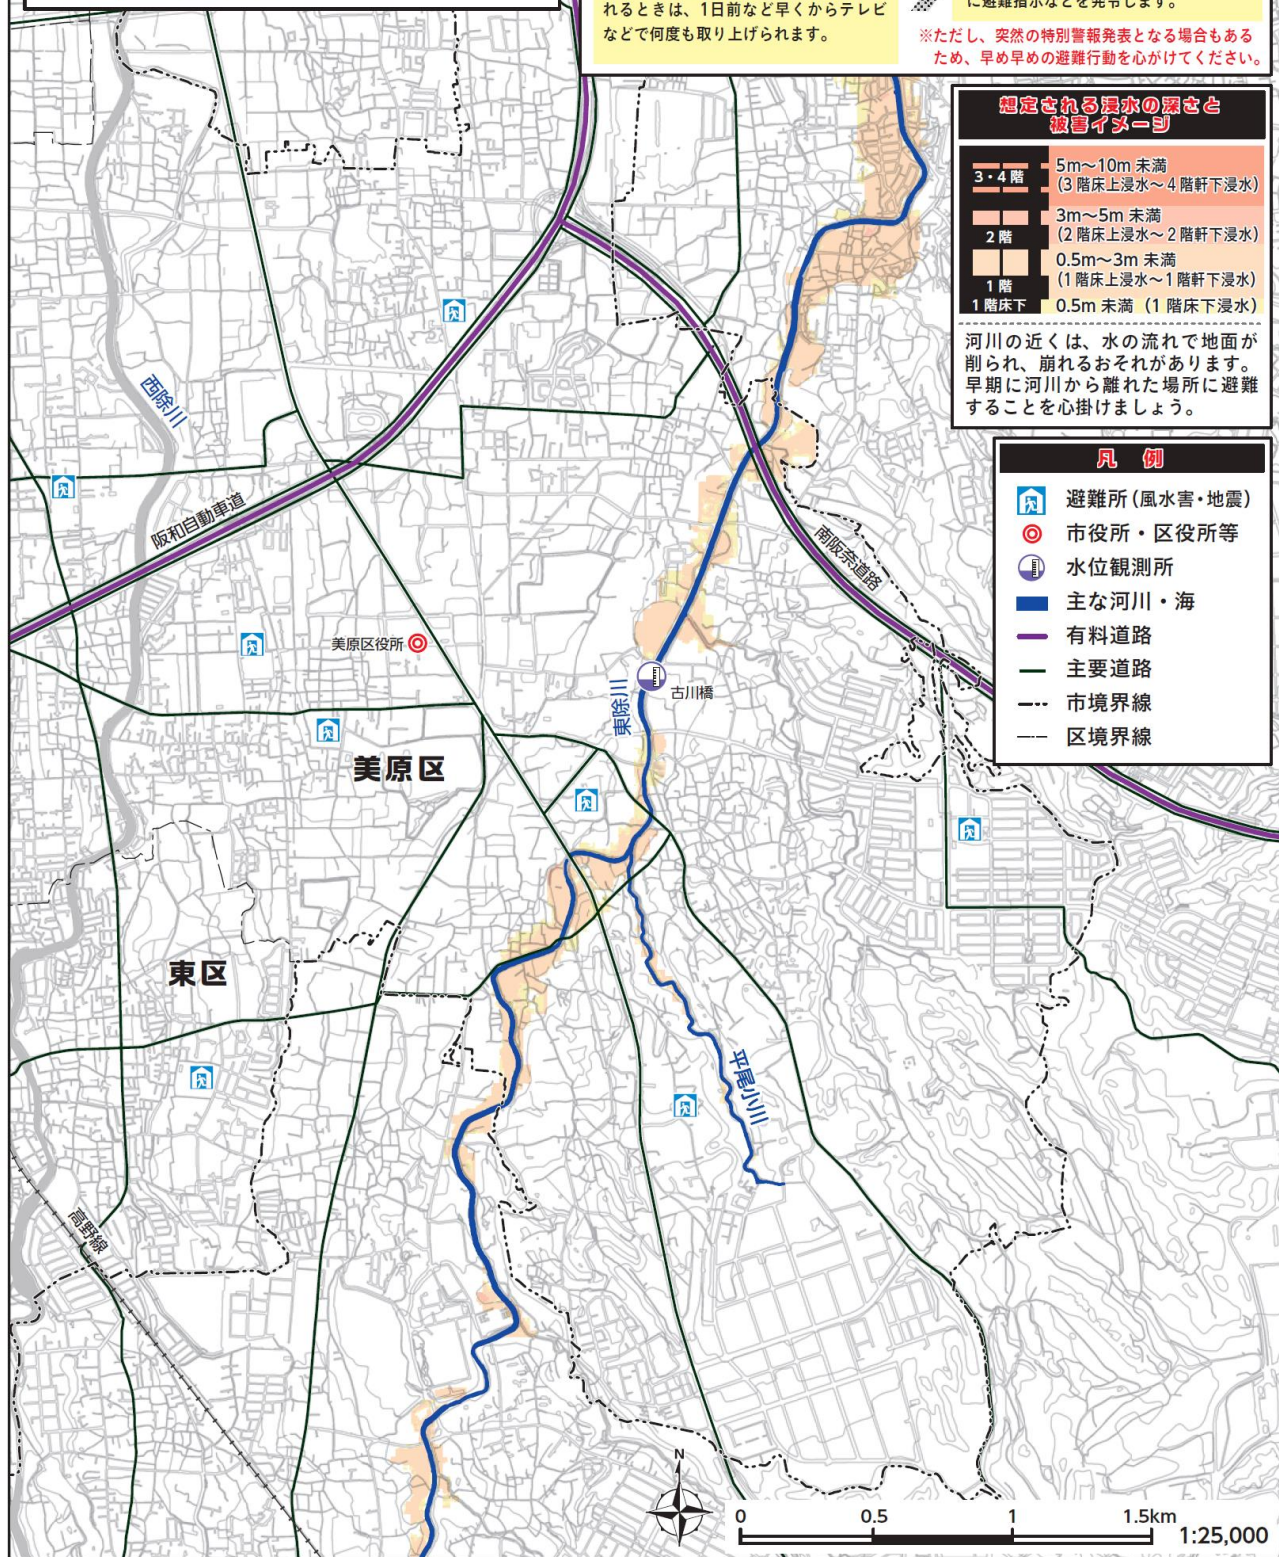 れるときは、1日前など早くからテレビ
などで何度も取り上げられます。
に避難指示などを発令します。
※ただし、突然の特別警報発表となる場合もある
ため、早め早めの避難行動を心がけてください。
想定される浸水の深さと
被害イメージ
3・4階
5m～10m 未満
(3階床上浸水～4階軒下浸水)
2階
3m～5m 未満
(2階床上浸水～2階軒下浸水)
1階
0.5m～3m 未満
(1階床上浸水～1階軒下浸水)
1階床下
0.5m 未満 (1階床下浸水)
河川の近くは、水の流れで地面が
削られ、崩れるおそれがあります。
早期に河川から離れた場所に避難
することを心掛けましょう。
凡 例
避難所(風水害・地震)
市役所・区役所等
水位観測所
主な河川・海
有料道路
主要道路
市境界線
区境界線
西除川
阪和自動車道
南阪奈道路
美原区役所
古川橋
東除川
美原区
東区
平尾小川
高野線
N
0 0.5 1 1.5km
1:25,000